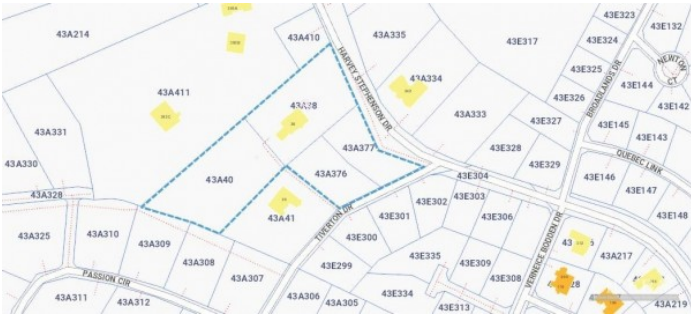 43E323
43E132
43A214
43A410
43A335
43E317
43E324
HARVEY STEPHENSON DR
BROADLANDS DR
NEWTON CT
43E325
43E144
43A334
43E326
43E142
43A411
43A333
43E327
43E145
43E143
43A331
43A377
43E328
QUEBEC LINK
43A330
43E329
43A376
43E304
43E146
43A40
43E147
43A328
43E303
43E302
43E148
43E301
43E306
43A41
TIVERTON DR
VERNEICE BODDEN DR
43A325
43A310
43A309
43E300
43E335
43A217
43A308
43E299
43E309
43A307
43E308
PASSION CIR
43E334
43A311
43A312
43A306
43A305
43E313
43A219